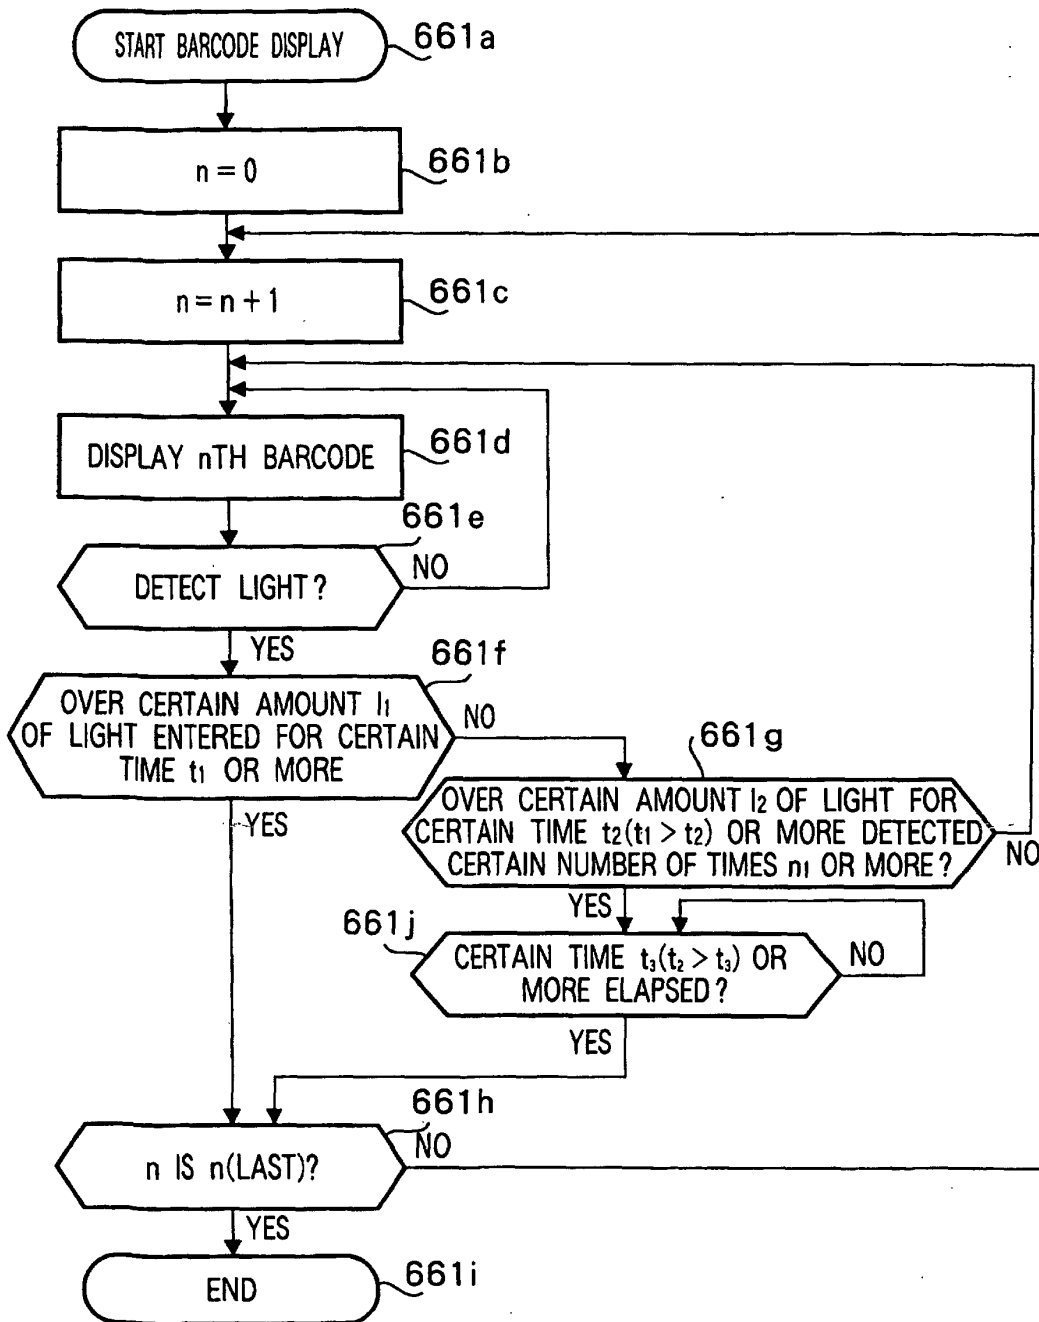 START BARCODE DISPLAY
661a
n = 0
661b
n = n + 1
661c
DISPLAY nTH BARCODE
661d
661e
DETECT LIGHT?
NO
YES
661f
OVER CERTAIN AMOUNT l1
OF LIGHT ENTERED FOR CERTAIN
TIME t1 OR MORE
NO
YES
661g
OVER CERTAIN AMOUNT l2 OF LIGHT FOR
CERTAIN TIME t2(t1 > t2) OR MORE DETECTED
CERTAIN NUMBER OF TIMES n1 OR MORE?
NO
YES
661j
CERTAIN TIME t3(t2 > t3) OR
MORE ELAPSED?
NO
YES
661h
n IS n(LAST)?
NO
YES
END
661i